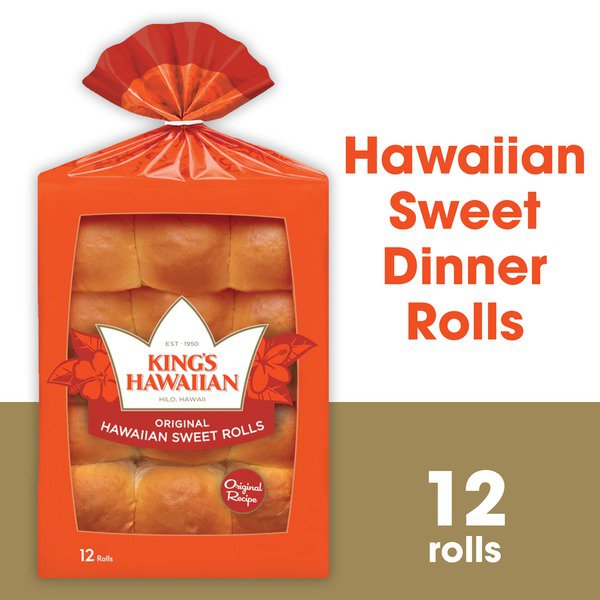 EST · 1950
KING'S
HAWAIIAN
HILO, HAWAII
ORIGINAL
HAWAIIAN SWEET ROLLS
Original
Recipe
12 Rolls
Hawaiian
Sweet
Dinner
Rolls
12
rolls